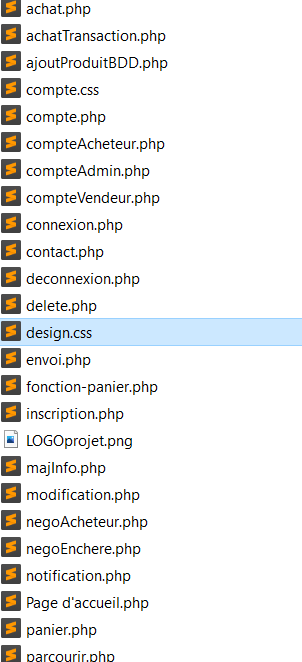 achat.php
achatTransaction.php
ajoutProduitBDD.php
compte.css
compte.php
compteAcheteur.php
compteAdmin.php
compteVendeur.php
connexion.php
contact.php
deconnexion.php
delete.php
design.css
envoi.php
fonction-panier.php
inscription.php
LOGOprojet.png
majInfo.php
modification.php
negoAcheteur.php
negoEnchere.php
notification.php
Page d'accueil.php
panier.php
parcourir.php